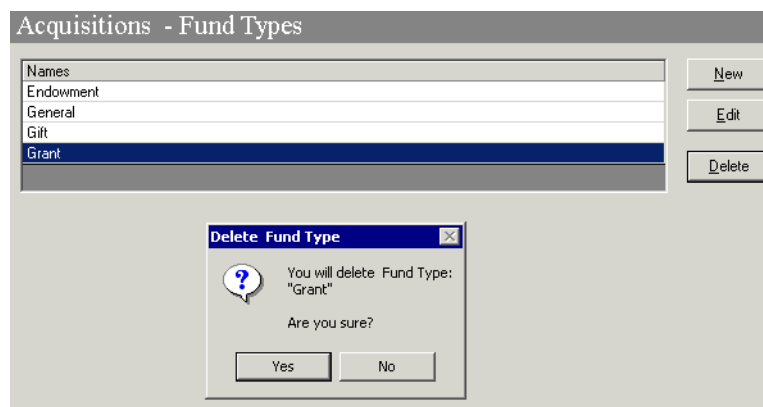 Acquisitions - Fund Types
Names
Endowment
General
Gift
Grant
New
Edit
Delete
Delete Fund Type
You will delete Fund Type:
"Grant"
Are you sure?
Yes
No